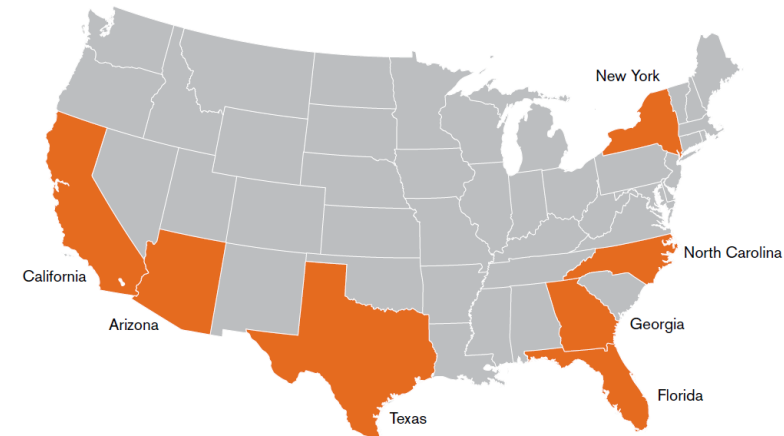 New York
North Carolina
California
Arizona
Georgia
Florida
Texas